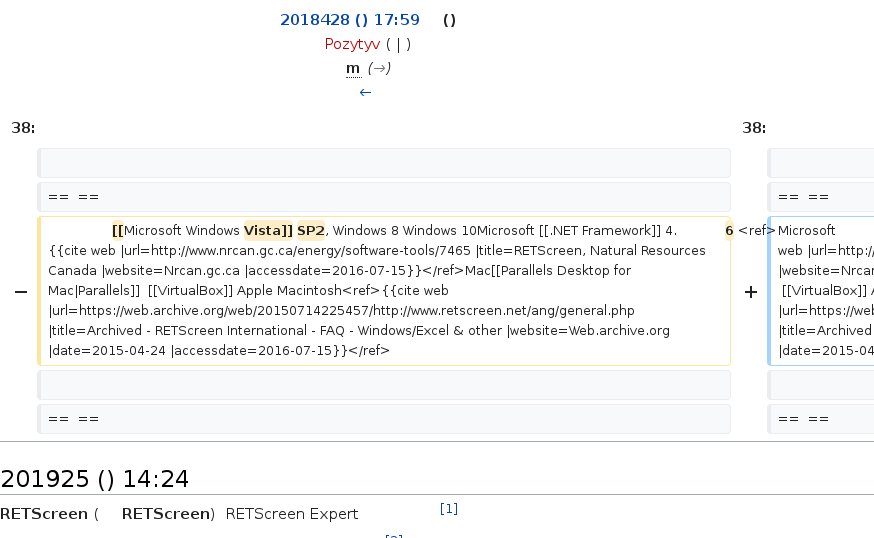 2018428 () 17:59 ()
Pozytyv ( | )
m (→)
←
38:
38:
== ==
== ==
[[Microsoft Windows Vista]] SP2, Windows 8 Windows 10Microsoft [[.NET Framework]] 4. 6 <ref>
{{cite web |url=http://www.nrcan.gc.ca/energy/software-tools/7465 |title=RETScreen, Natural Resources
Canada |website=Nrcan.gc.ca |accessdate=2016-07-15}}</ref>Mac[[Parallels Desktop for
Mac|Parallels]] [[VirtualBox]] Apple Macintosh<ref>{{cite web
|url=https://web.archive.org/web/20150714225457/http://www.retscreen.net/ang/general.php
|title=Archived - RETScreen International - FAQ - Windows/Excel & other |website=Web.archive.org
|date=2015-04-24 |accessdate=2016-07-15}}</ref>
−
+
Microsoft
web |url=http:/
|website=Nrcan
[[VirtualBox]]
|url=https://web
|title=Archived
|date=2015-04
== ==
== ==
201925 () 14:24
RETScreen ( RETScreen) RETScreen Expert [1]